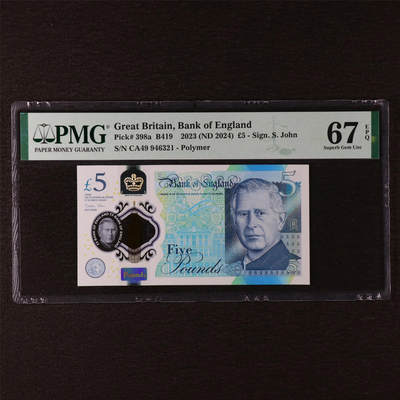 PMG
PAPER MONEY GUARANTY
Great Britain, Bank of England
Pick# 398a B419 2023 (ND 2024) £5 - Sign. S. John
S/N CA49 946321 - Polymer
67
EPQ
Superb Gem Unc
£5
Bank of England
5
Five
Pounds
5